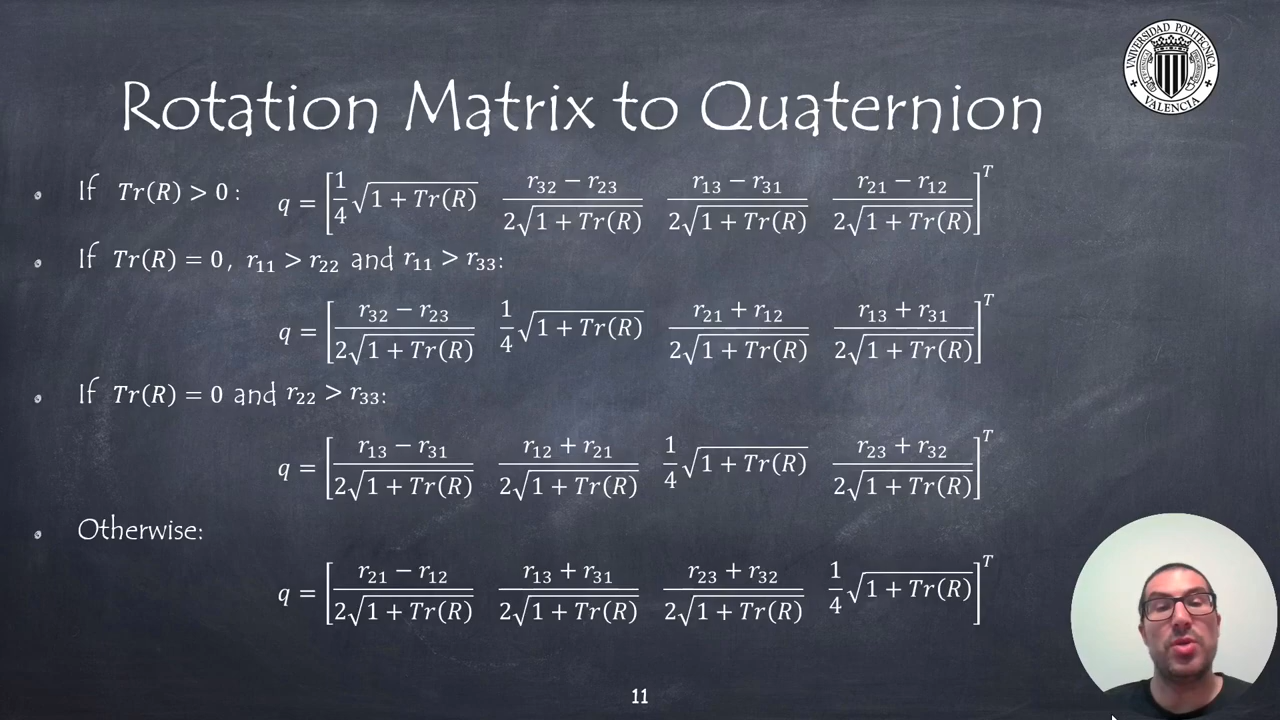 UNIVERSIDAD POLITECNICA
VALENCIA
Rotation Matrix to Quaternion
If Tr(R) > 0 : q = [1/4 √(1 + Tr(R))  (r₃₂ − r₂₃)/(2√(1 + Tr(R)))  (r₁₃ − r₃₁)/(2√(1 + Tr(R)))  (r₂₁ − r₁₂)/(2√(1 + Tr(R)))]ᵀ
If Tr(R) = 0, r₁₁ > r₂₂ and r₁₁ > r₃₃:
q = [(r₃₂ − r₂₃)/(2√(1 + Tr(R)))  1/4 √(1 + Tr(R))  (r₂₁ + r₁₂)/(2√(1 + Tr(R)))  (r₁₃ + r₃₁)/(2√(1 + Tr(R)))]ᵀ
If Tr(R) = 0 and r₂₂ > r₃₃:
q = [(r₁₃ − r₃₁)/(2√(1 + Tr(R)))  (r₁₂ + r₂₁)/(2√(1 + Tr(R)))  1/4 √(1 + Tr(R))  (r₂₃ + r₃₂)/(2√(1 + Tr(R)))]ᵀ
Otherwise:
q = [(r₂₁ − r₁₂)/(2√(1 + Tr(R)))  (r₁₃ + r₃₁)/(2√(1 + Tr(R)))  (r₂₃ + r₃₂)/(2√(1 + Tr(R)))  1/4 √(1 + Tr(R))]ᵀ
11